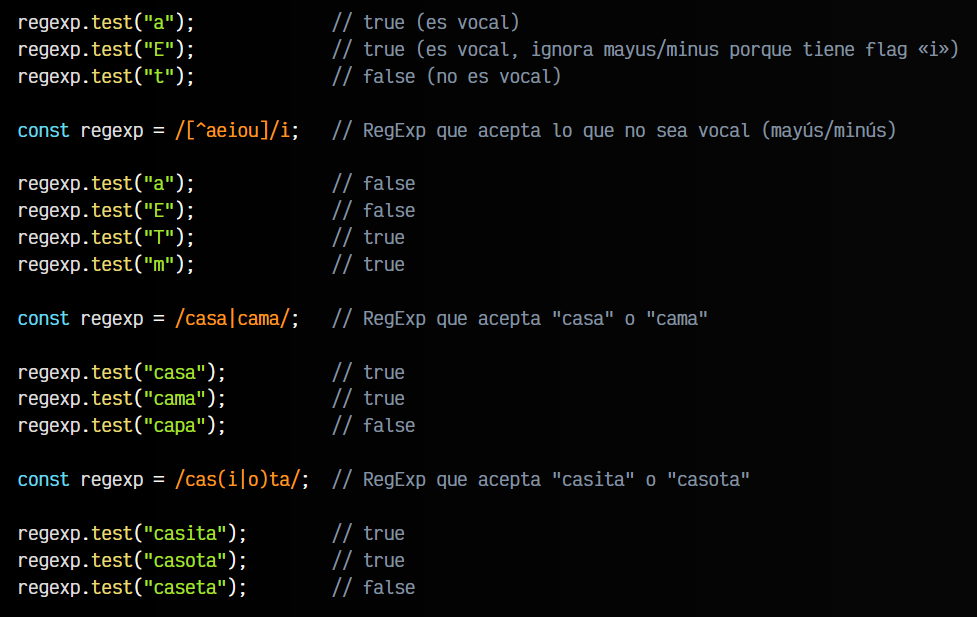 regexp.test("a");             // true (es vocal)
regexp.test("E");             // true (es vocal, ignora mayus/minus porque tiene flag «i»)
regexp.test("t");             // false (no es vocal)
const regexp = /[^aeiou]/i;   // RegExp que acepta lo que no sea vocal (mayús/minús)
regexp.test("a");             // false
regexp.test("E");             // false
regexp.test("T");             // true
regexp.test("m");             // true
const regexp = /casa|cama/;   // RegExp que acepta "casa" o "cama"
regexp.test("casa");          // true
regexp.test("cama");          // true
regexp.test("capa");          // false
const regexp = /cas(i|o)ta/;  // RegExp que acepta "casita" o "casota"
regexp.test("casita");        // true
regexp.test("casota");        // true
regexp.test("caseta");        // false